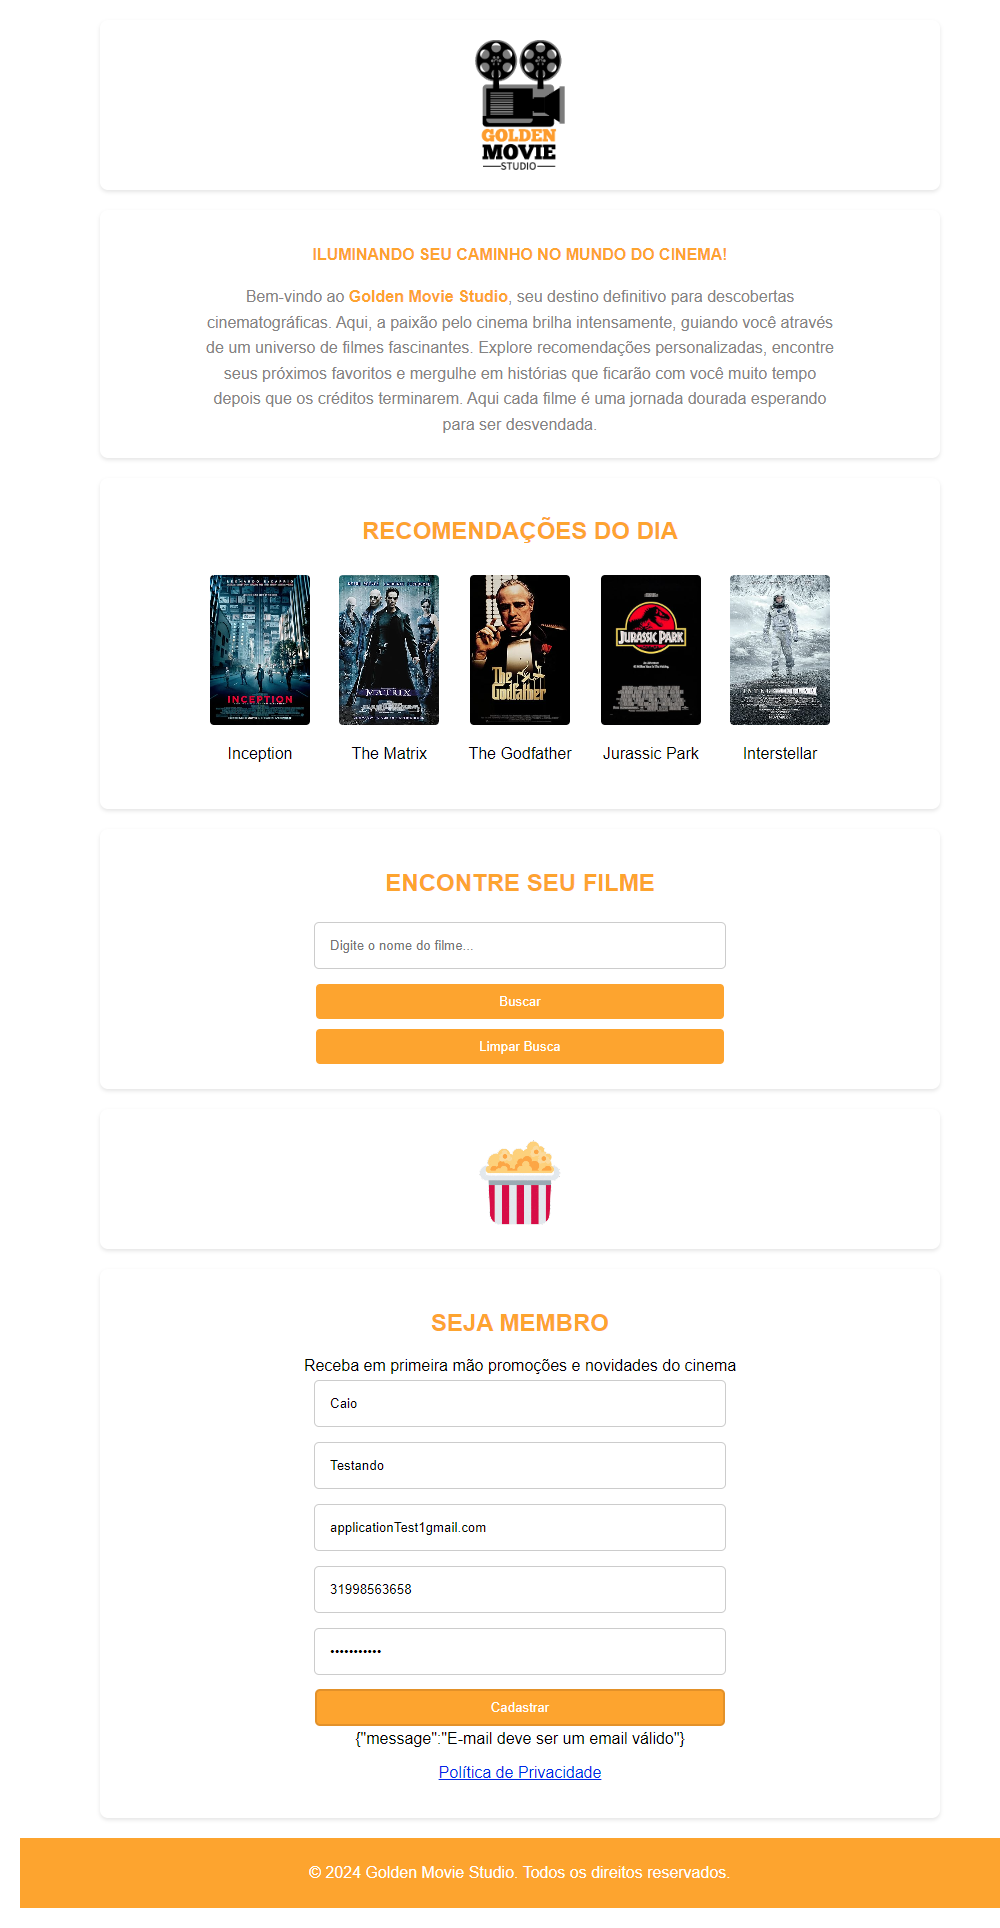 GOLDEN
MOVIE
STUDIO
ILUMINANDO SEU CAMINHO NO MUNDO DO CINEMA!
Bem-vindo ao Golden Movie Studio, seu destino definitivo para descobertas
cinematográficas. Aqui, a paixão pelo cinema brilha intensamente, guiando você através
de um universo de filmes fascinantes. Explore recomendações personalizadas, encontre
seus próximos favoritos e mergulhe em histórias que ficarão com você muito tempo
depois que os créditos terminarem. Aqui cada filme é uma jornada dourada esperando
para ser desvendada.
RECOMENDAÇÕES DO DIA
INCEPTION
MATRIX
The
Godfather
JURASSIC PARK
INTERSTELLAR
Inception
The Matrix
The Godfather
Jurassic Park
Interstellar
ENCONTRE SEU FILME
Digite o nome do filme...
Buscar
Limpar Busca
SEJA MEMBRO
Receba em primeira mão promoções e novidades do cinema
Caio
Testando
applicationTest1gmail.com
31998563658
•••••••••••
Cadastrar
{"message":"E-mail deve ser um email válido"}
Política de Privacidade
© 2024 Golden Movie Studio. Todos os direitos reservados.